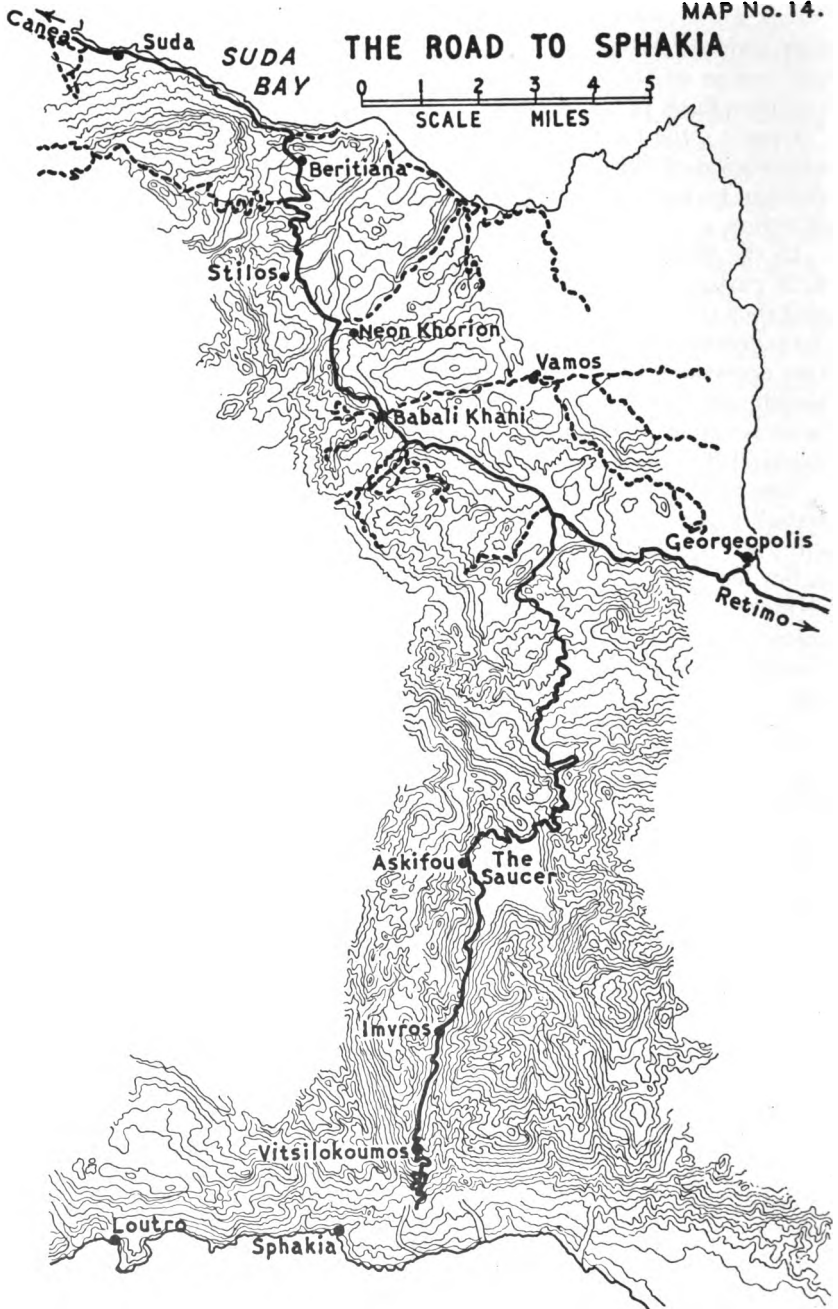 MAP No. 14.
THE ROAD TO SPHAKIA
0 1 2 3 4 5
SCALE MILES
Canea
Suda
SUDA
BAY
Beritiana
Stilos
Neon Khorion
Vamos
Babali Khani
Georgeopolis
Retimo
Askifou
The
Saucer
Imvros
Vitsilokoumos
Loutro
Sphakia